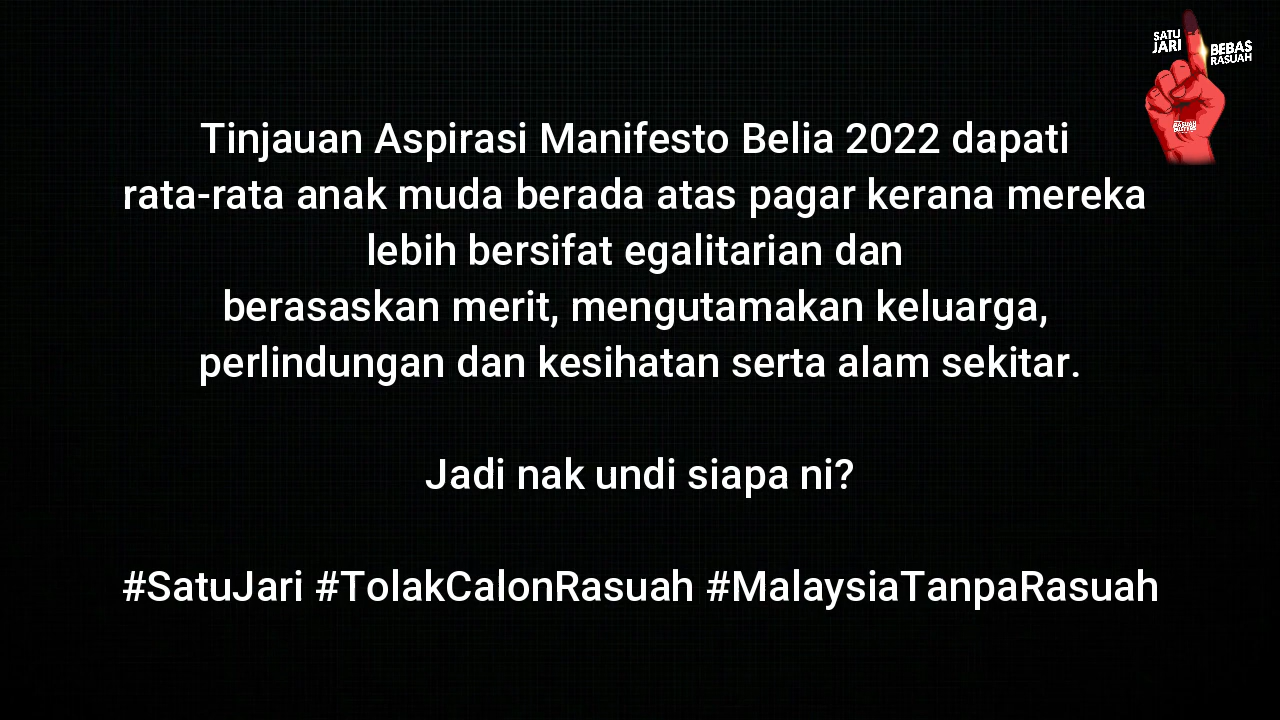 SATU
JARI
BEBAS
RASUAH
RASUAH
BUSTERS
Tinjauan Aspirasi Manifesto Belia 2022 dapati
rata-rata anak muda berada atas pagar kerana mereka
lebih bersifat egalitarian dan
berasaskan merit, mengutamakan keluarga,
perlindungan dan kesihatan serta alam sekitar.
Jadi nak undi siapa ni?
#SatuJari #TolakCalonRasuah #MalaysiaTanpaRasuah